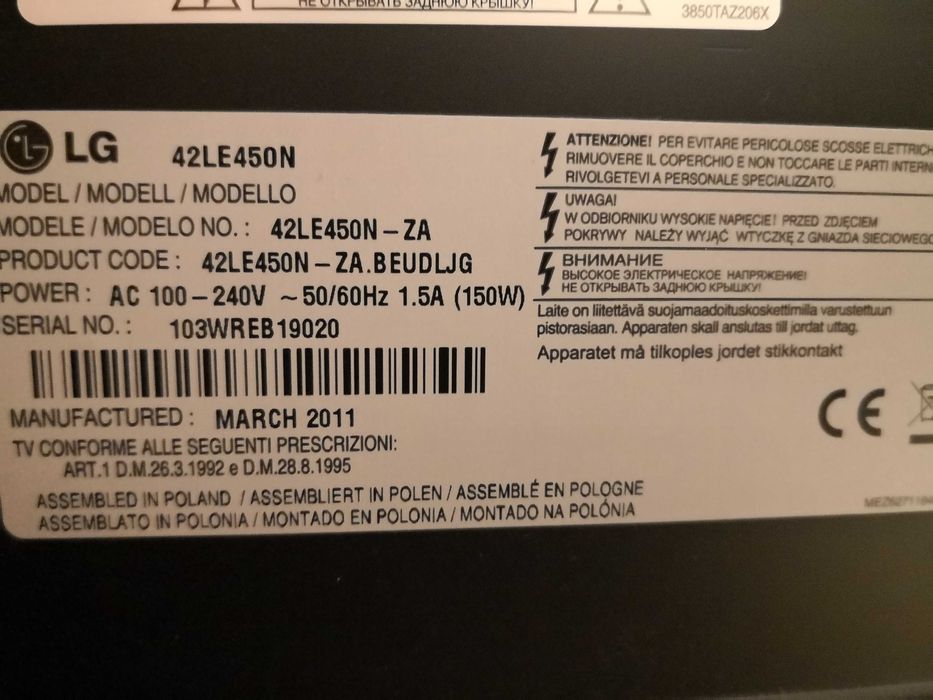 НЕ ОТКРЫВАТЬ ЗАДНЮЮ КРЫШКУ!
3850TAZ206X
LG 42LE450N
MODEL / MODELL / MODELLO
MODELE / MODELO NO. : 42LE450N-ZA
PRODUCT CODE : 42LE450N-ZA.BEUDLJG
POWER : AC 100-240V ~50/60Hz 1.5A (150W)
SERIAL NO. : 103WREB19020
MANUFACTURED : MARCH 2011
TV CONFORME ALLE SEGUENTI PRESCRIZIONI:
ART.1 D.M.26.3.1992 e D.M.28.8.1995
ASSEMBLED IN POLAND / ASSEMBLIERT IN POLEN / ASSEMBLÉ EN POLOGNE
ASSEMBLATO IN POLONIA / MONTADO EN POLONIA / MONTADO NA POLÓNIA
ATTENZIONE! PER EVITARE PERICOLOSE SCOSSE ELETTRICH
RIMUOVERE IL COPERCHIO E NON TOCCARE LE PARTI INTERN
RIVOLGETEVI A PERSONALE SPECIALIZZATO.
UWAGA!
W ODBIORNIKU WYSOKIE NAPIĘCIE! PRZED ZDJĘCIEM
POKRYWY NALEŻY WYJĄĆ WTYCZKĘ Z GNIAZDA SIECIOWEGO
ВНИМАНИЕ
ВЫСОКОЕ ЭЛЕКТРИЧЕСКОЕ НАПРЯЖЕНИЕ!
НЕ ОТКРЫВАТЬ ЗАДНЮЮ КРЫШКУ!
Laite on liitettävä suojamaadoituskoskettimilla varustettuun
pistorasiaan. Apparaten skall anslutas till jordat uttag.
Apparatet må tilkoples jordet stikkontakt
CE